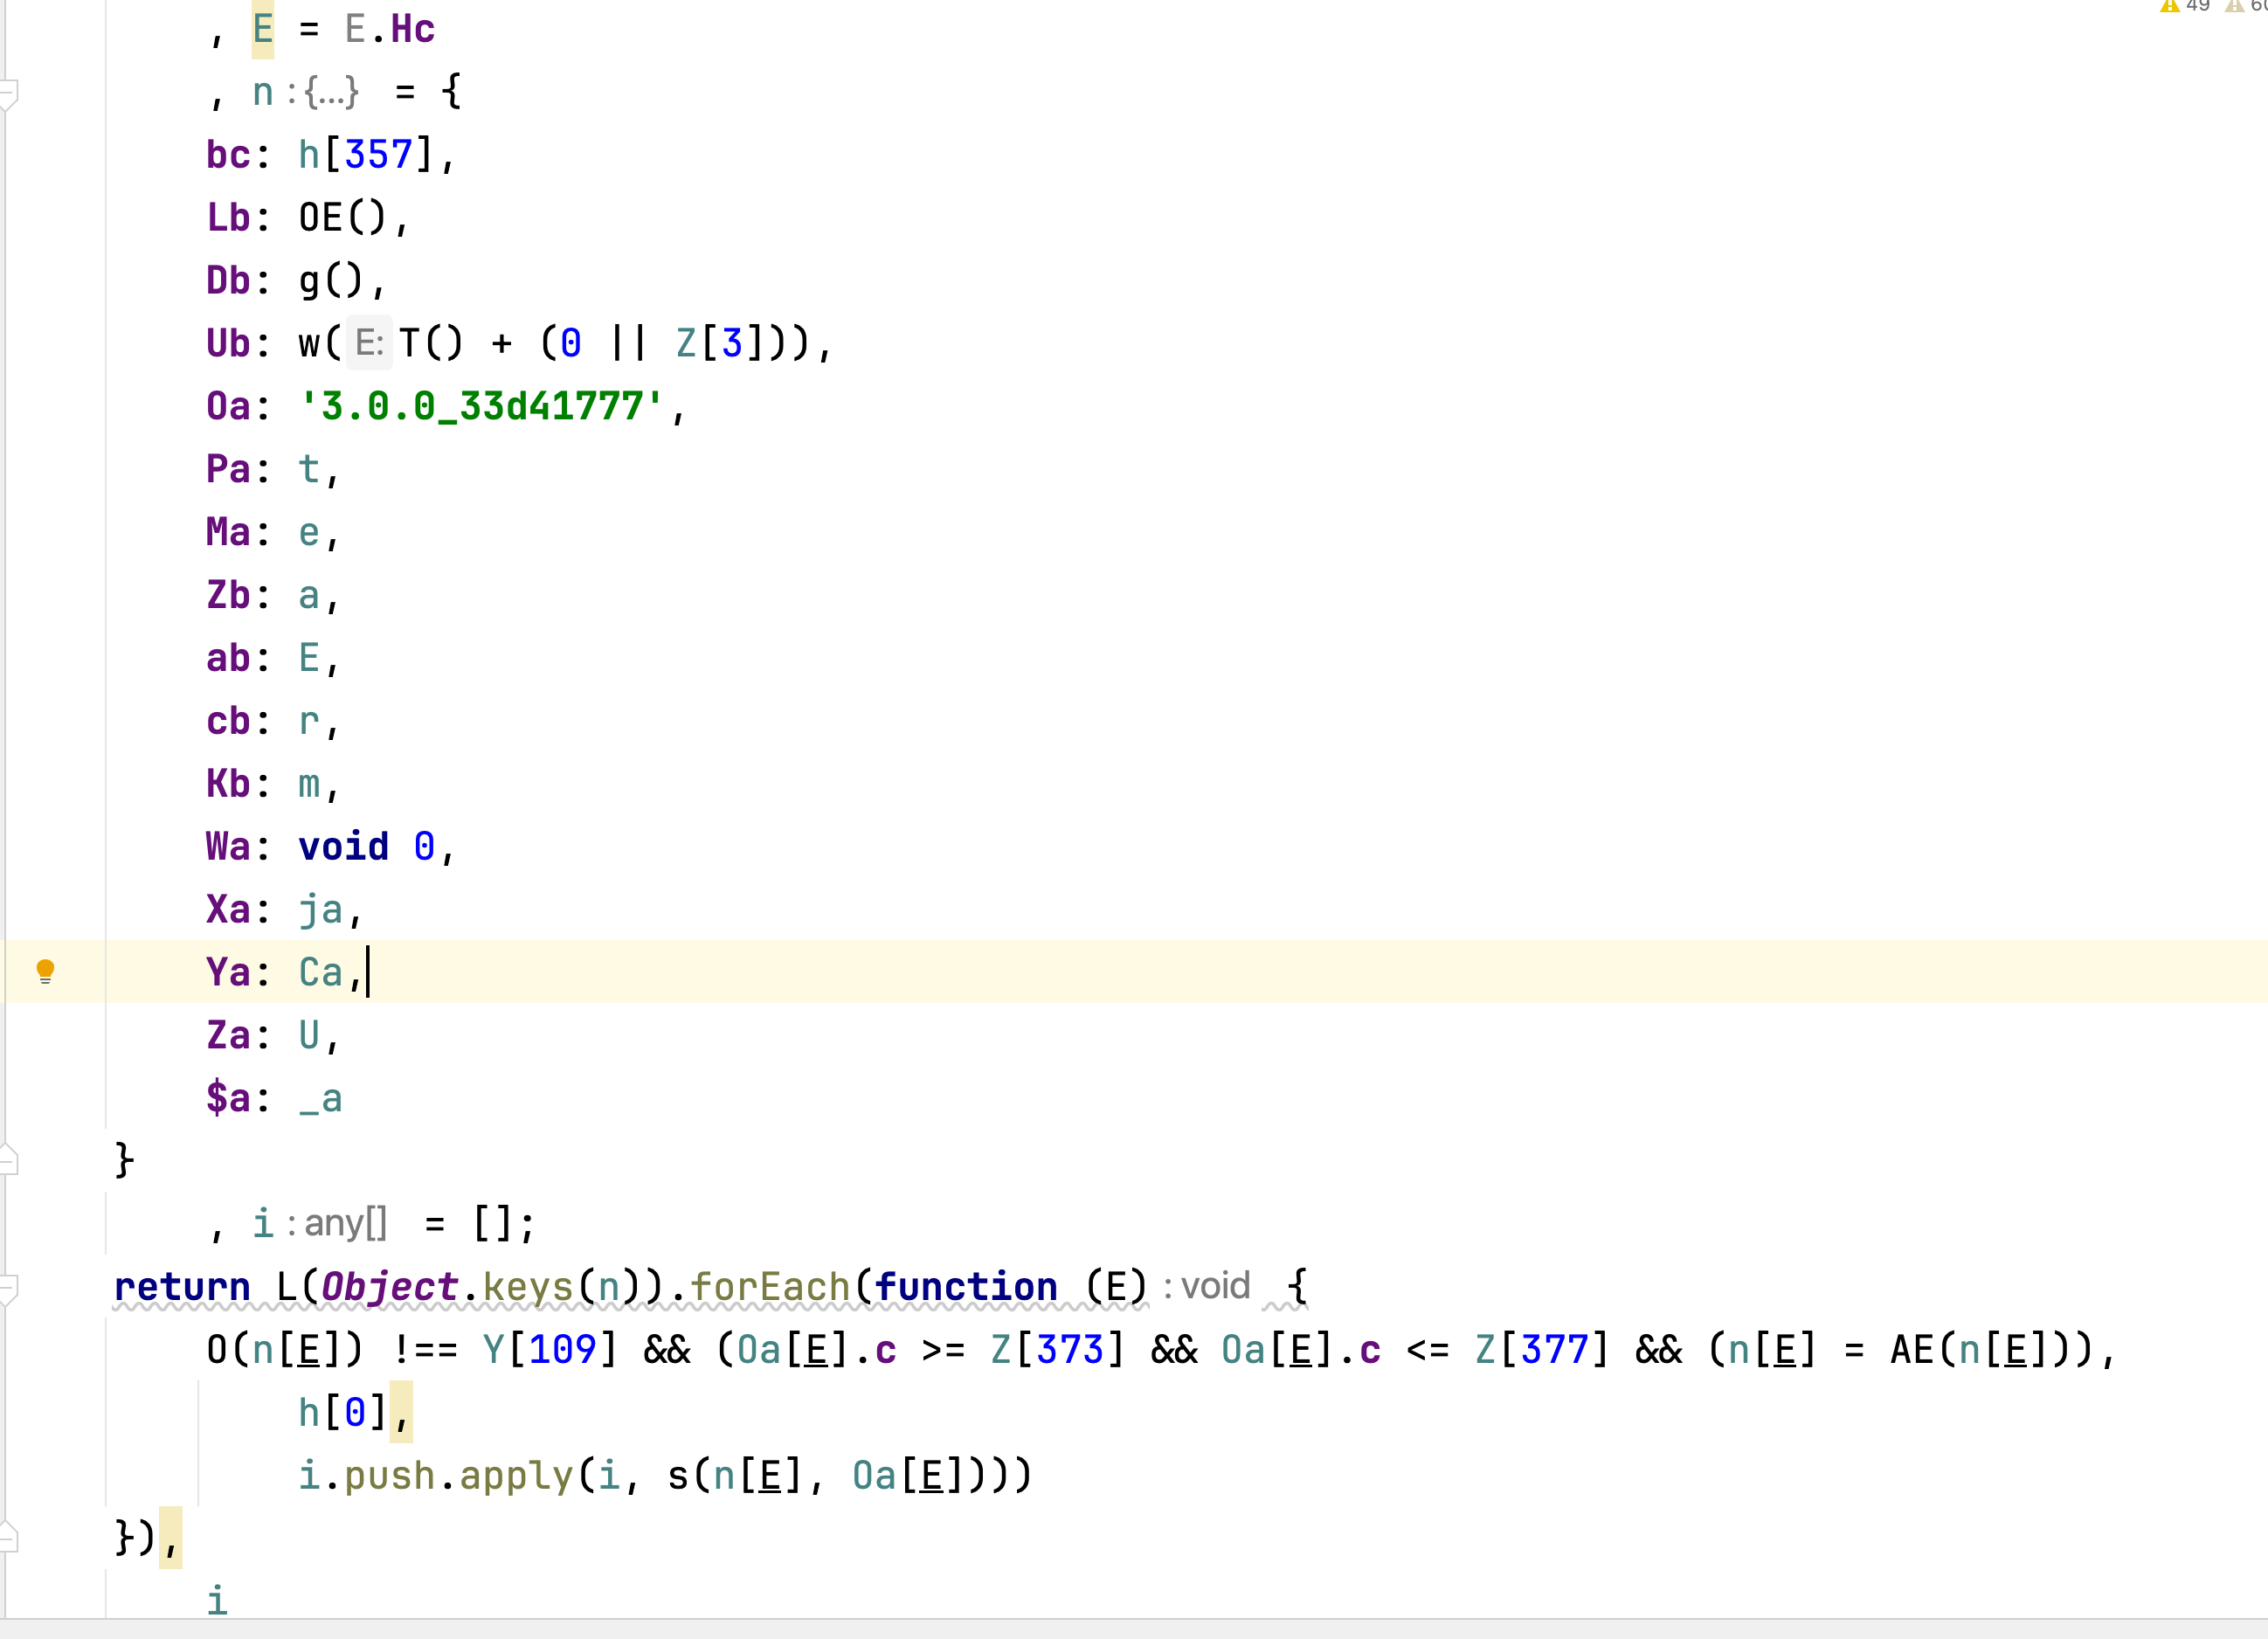 49 60
, E = E.Hc
, n : {...} = {
bc: h[357],
Lb: OE(),
Db: g(),
Ub: w( E: T() + (0 || Z[3])),
Oa: '3.0.0_33d41777',
Pa: t,
Ma: e,
Zb: a,
ab: E,
cb: r,
Kb: m,
Wa: void 0,
Xa: ja,
Ya: Ca,
Za: U,
$a: _a
}
, i : any[] = [];
return L(Object.keys(n)).forEach(function (E) : void {
O(n[E]) !== Y[109] && (Oa[E].c >= Z[373] && Oa[E].c <= Z[377] && (n[E] = AE(n[E])),
h[0],
i.push.apply(i, s(n[E], Oa[E])))
}),
i